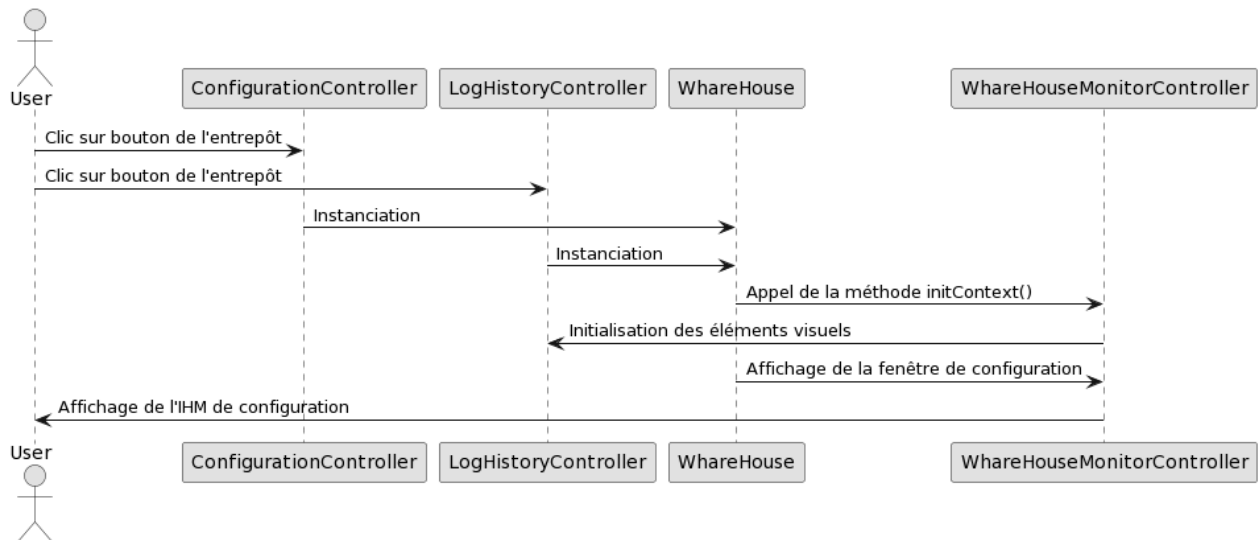 User
ConfigurationController
LogHistoryController
WhareHouse
WhareHouseMonitorController
Clic sur bouton de l'entrepôt
Clic sur bouton de l'entrepôt
Instanciation
Instanciation
Appel de la méthode initContext()
Initialisation des éléments visuels
Affichage de la fenêtre de configuration
Affichage de l'IHM de configuration
User
ConfigurationController
LogHistoryController
WhareHouse
WhareHouseMonitorController